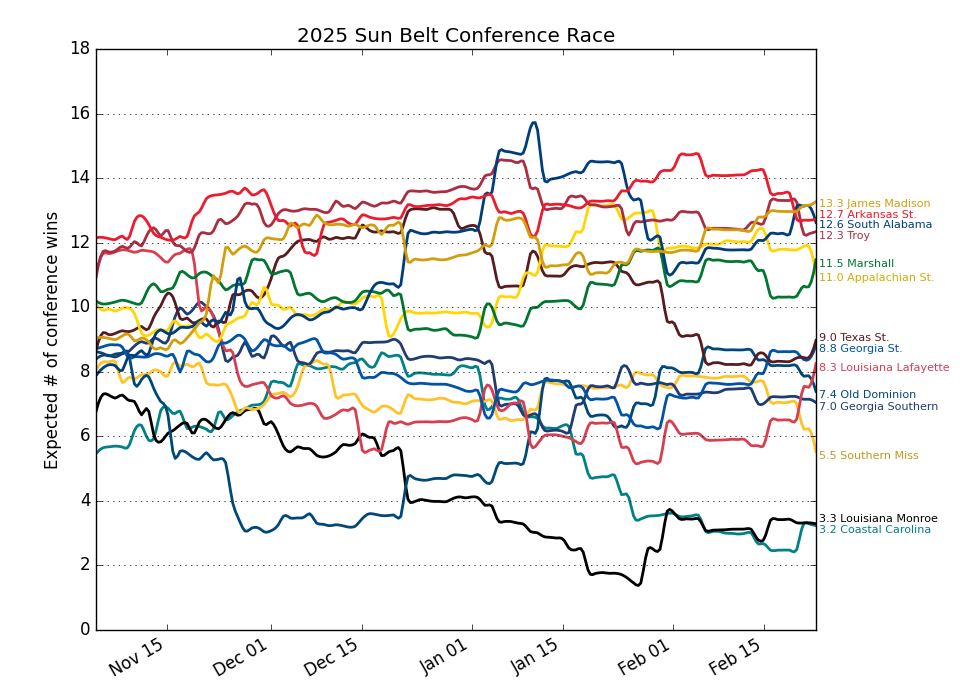 2025 Sun Belt Conference Race
Expected # of conference wins
18
16
14
12
10
8
6
4
2
0
Nov 15
Dec 01
Dec 15
Jan 01
Jan 15
Feb 01
Feb 15
13.3 James Madison
12.7 Arkansas St.
12.6 South Alabama
12.3 Troy
11.5 Marshall
11.0 Appalachian St.
9.0 Texas St.
8.8 Georgia St.
8.3 Louisiana Lafayette
7.4 Old Dominion
7.0 Georgia Southern
5.5 Southern Miss
3.3 Louisiana Monroe
3.2 Coastal Carolina